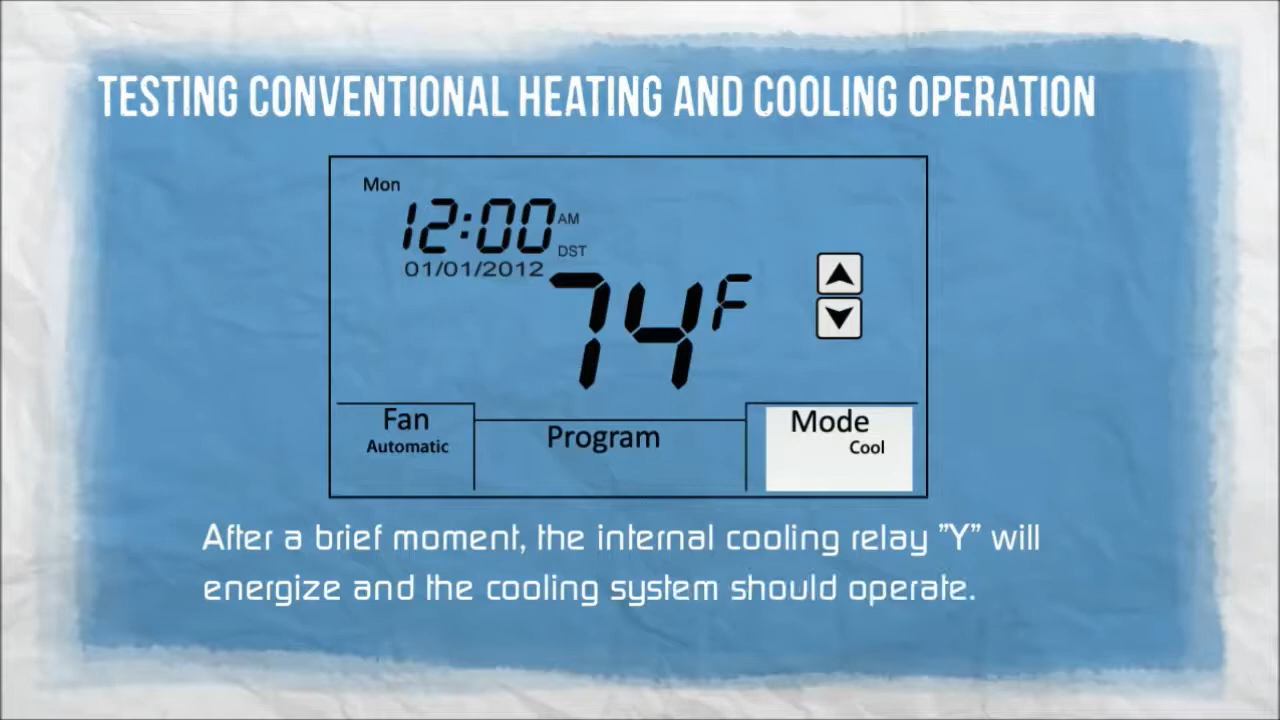 TESTING CONVENTIONAL HEATING AND COOLING OPERATION
Mon
12:00 AM
DST
01/01/2012
74F
Fan
Automatic
Program
Mode
Cool
After a brief moment, the internal cooling relay "Y" will
energize and the cooling system should operate.